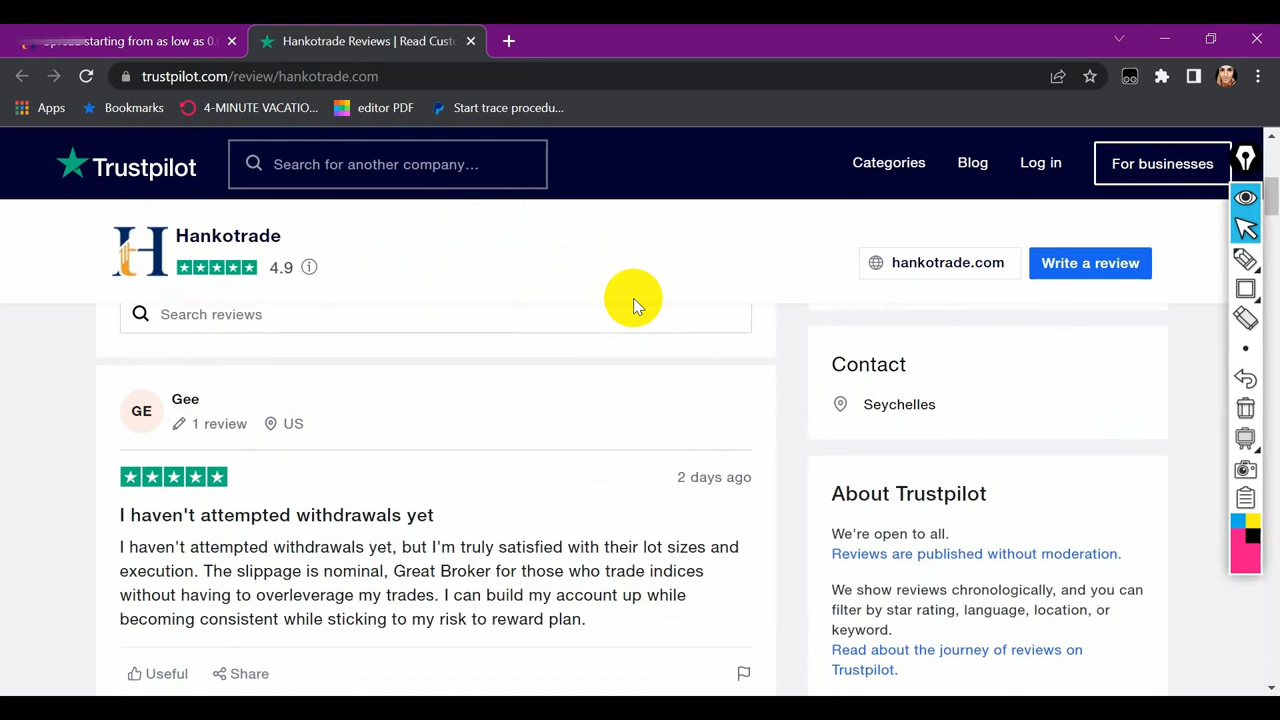 starting from as low as 0.
Hankotrade Reviews | Read Custo
trustpilot.com/review/hankotrade.com
Apps
Bookmarks
4-MINUTE VACATIO...
editor PDF
Start trace procedu...
Trustpilot
Search for another company...
Categories
Blog
Log in
For businesses
H
Hankotrade
4.9
hankotrade.com
Write a review
Search reviews
GE
Gee
1 review
US
2 days ago
I haven't attempted withdrawals yet
I haven't attempted withdrawals yet, but I'm truly satisfied with their lot sizes and
execution. The slippage is nominal, Great Broker for those who trade indices
without having to overleverage my trades. I can build my account up while
becoming consistent while sticking to my risk to reward plan.
Useful
Share
Contact
Seychelles
About Trustpilot
We're open to all.
Reviews are published without moderation.
We show reviews chronologically, and you can
filter by star rating, language, location, or
keyword.
Read about the journey of reviews on
Trustpilot.